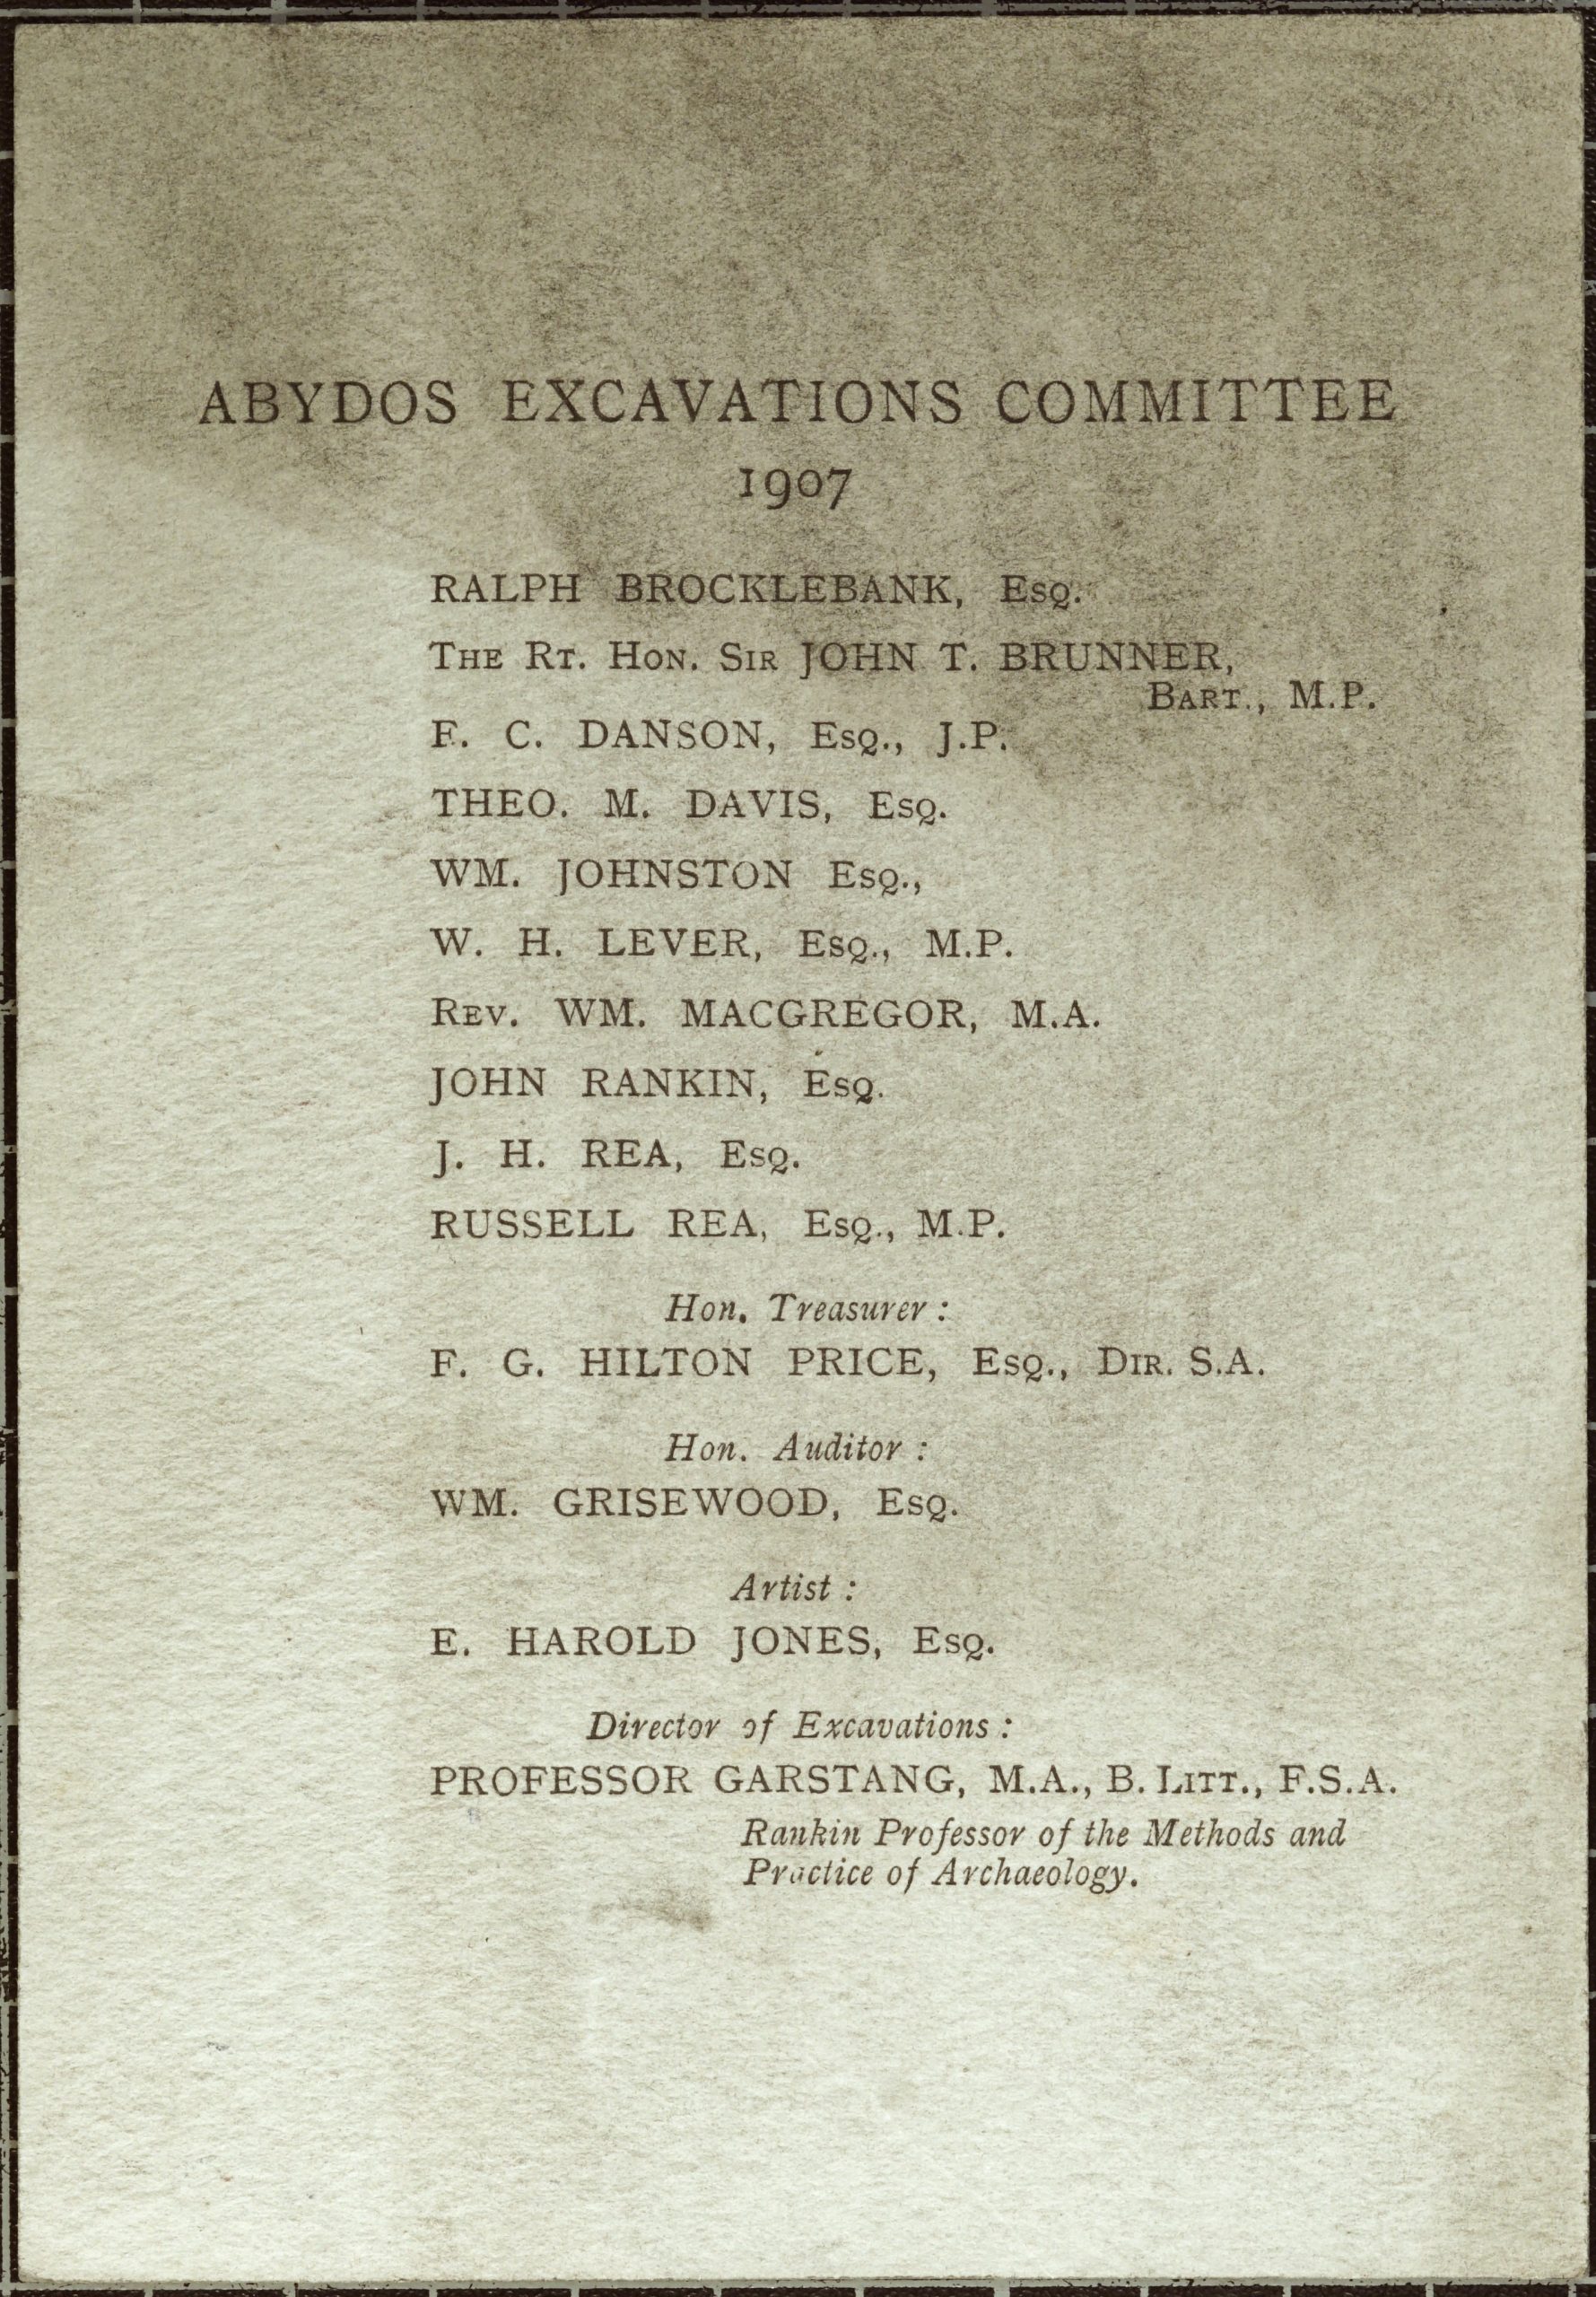 ABYDOS EXCAVATIONS COMMITTEE
1907
RALPH BROCKLEBANK, Esq.
The Rt. Hon. Sir JOHN T. BRUNNER,
Bart., M.P.
F. C. DANSON, Esq., J.P.
THEO. M. DAVIS, Esq.
WM. JOHNSTON Esq.,
W. H. LEVER, Esq., M.P.
Rev. WM. MACGREGOR, M.A.
JOHN RANKIN, Esq.
J. H. REA, Esq.
RUSSELL REA, Esq., M.P.
Hon. Treasurer :
F. G. HILTON PRICE, Esq., Dir. S.A.
Hon. Auditor :
WM. GRISEWOOD, Esq.
Artist :
E. HAROLD JONES, Esq.
Director of Excavations :
PROFESSOR GARSTANG, M.A., B. Litt., F.S.A.
Rankin Professor of the Methods and
Practice of Archaeology.